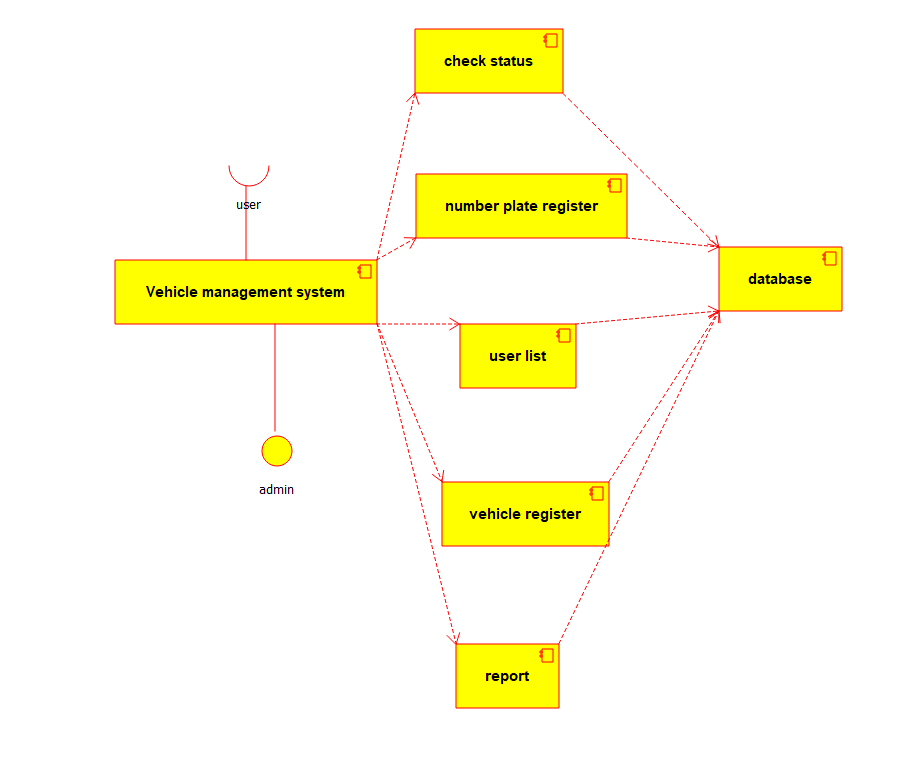 check status
number plate register
user
database
Vehicle management system
user list
admin
vehicle register
report